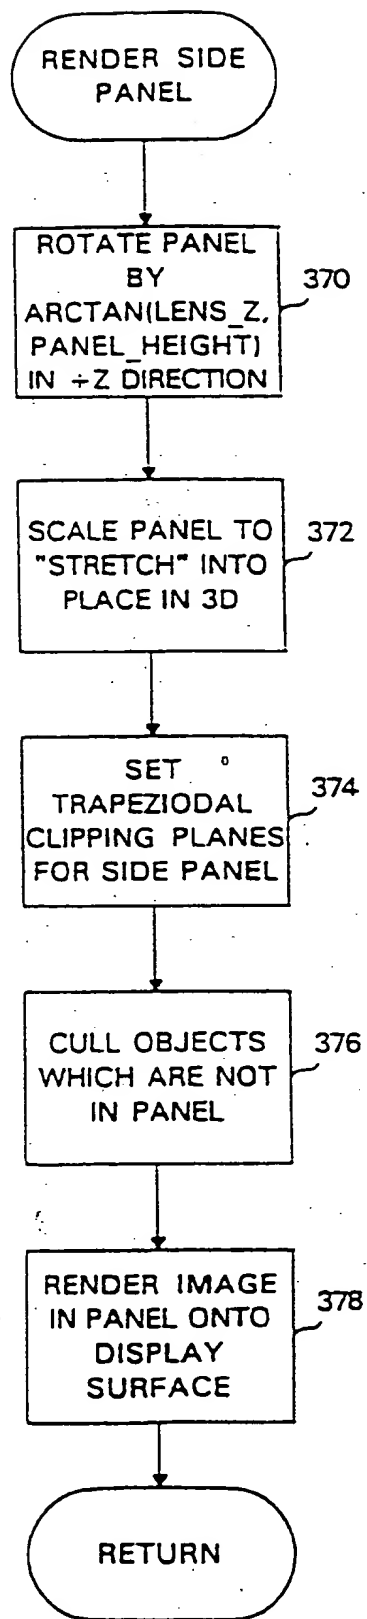 RENDER SIDE
PANEL
ROTATE PANEL
BY
ARCTAN(LENS_Z,
PANEL_HEIGHT)
IN +Z DIRECTION
370
SCALE PANEL TO
"STRETCH" INTO
PLACE IN 3D
372
SET
TRAPEZIODAL
CLIPPING PLANES
FOR SIDE PANEL
374
CULL OBJECTS
WHICH ARE NOT
IN PANEL
376
RENDER IMAGE
IN PANEL ONTO
DISPLAY
SURFACE
378
RETURN